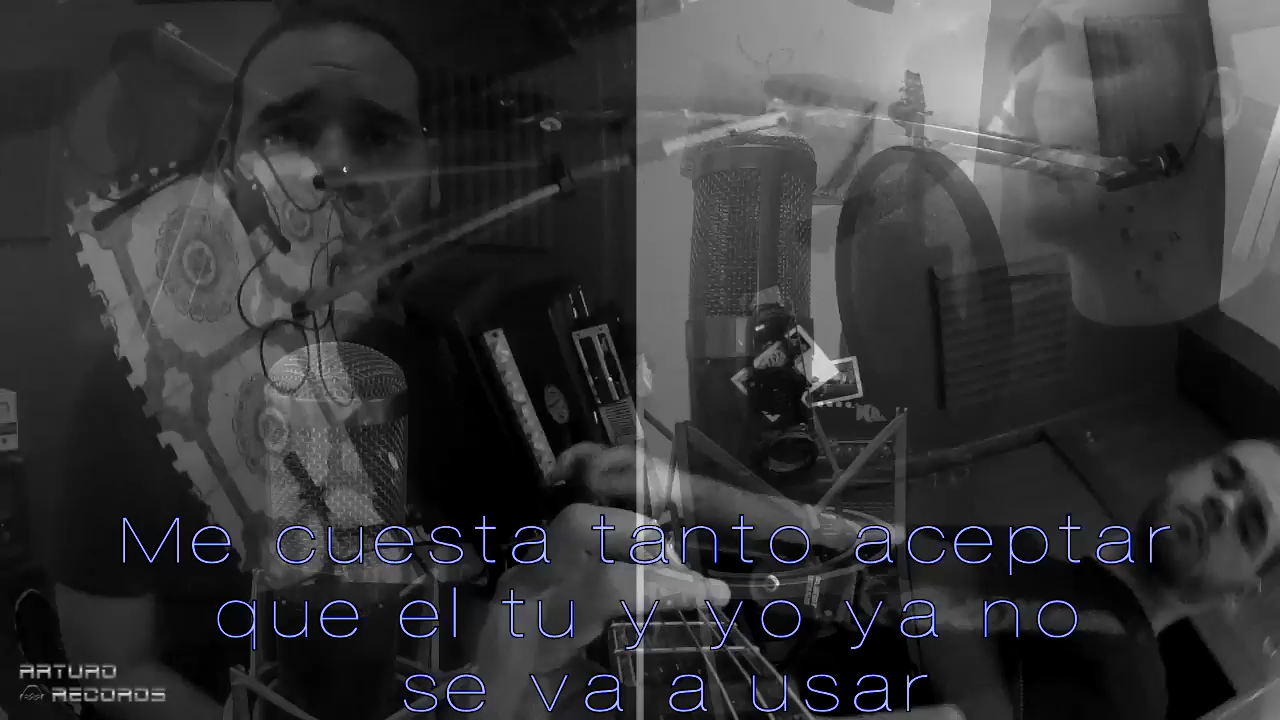 Me cuesta tanto aceptar
que el tu y yo ya no
se va a usar
ARTURO
RECORDS